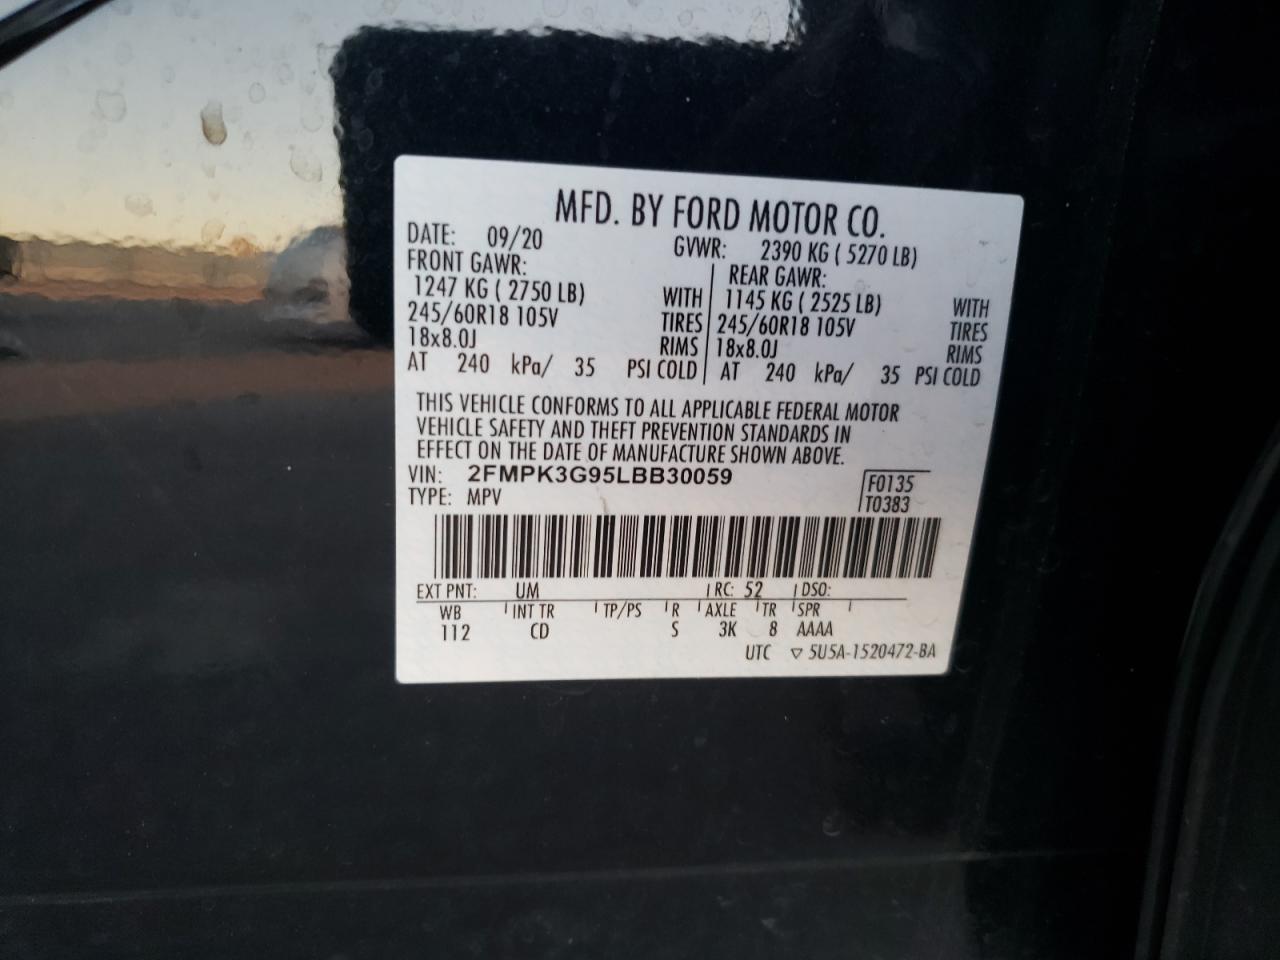 MFD. BY FORD MOTOR CO.
DATE: 09/20 GVWR: 2390 KG ( 5270 LB)
FRONT GAWR: REAR GAWR:
1247 KG ( 2750 LB) WITH 1145 KG ( 2525 LB) WITH
245/60R18 105V TIRES 245/60R18 105V TIRES
18x8.0J RIMS 18x8.0J RIMS
AT 240 kPa/ 35 PSI COLD AT 240 kPa/ 35 PSI COLD
THIS VEHICLE CONFORMS TO ALL APPLICABLE FEDERAL MOTOR
VEHICLE SAFETY AND THEFT PREVENTION STANDARDS IN
EFFECT ON THE DATE OF MANUFACTURE SHOWN ABOVE.
VIN: 2FMPK3G95LBB30059 F0135
TYPE: MPV T0383
EXT PNT: UM RC: 52 DSO:
WB INT TR TP/PS R AXLE TR SPR
112 CD S 3K 8 AAAA
UTC ▽ 5U5A-1520472-BA